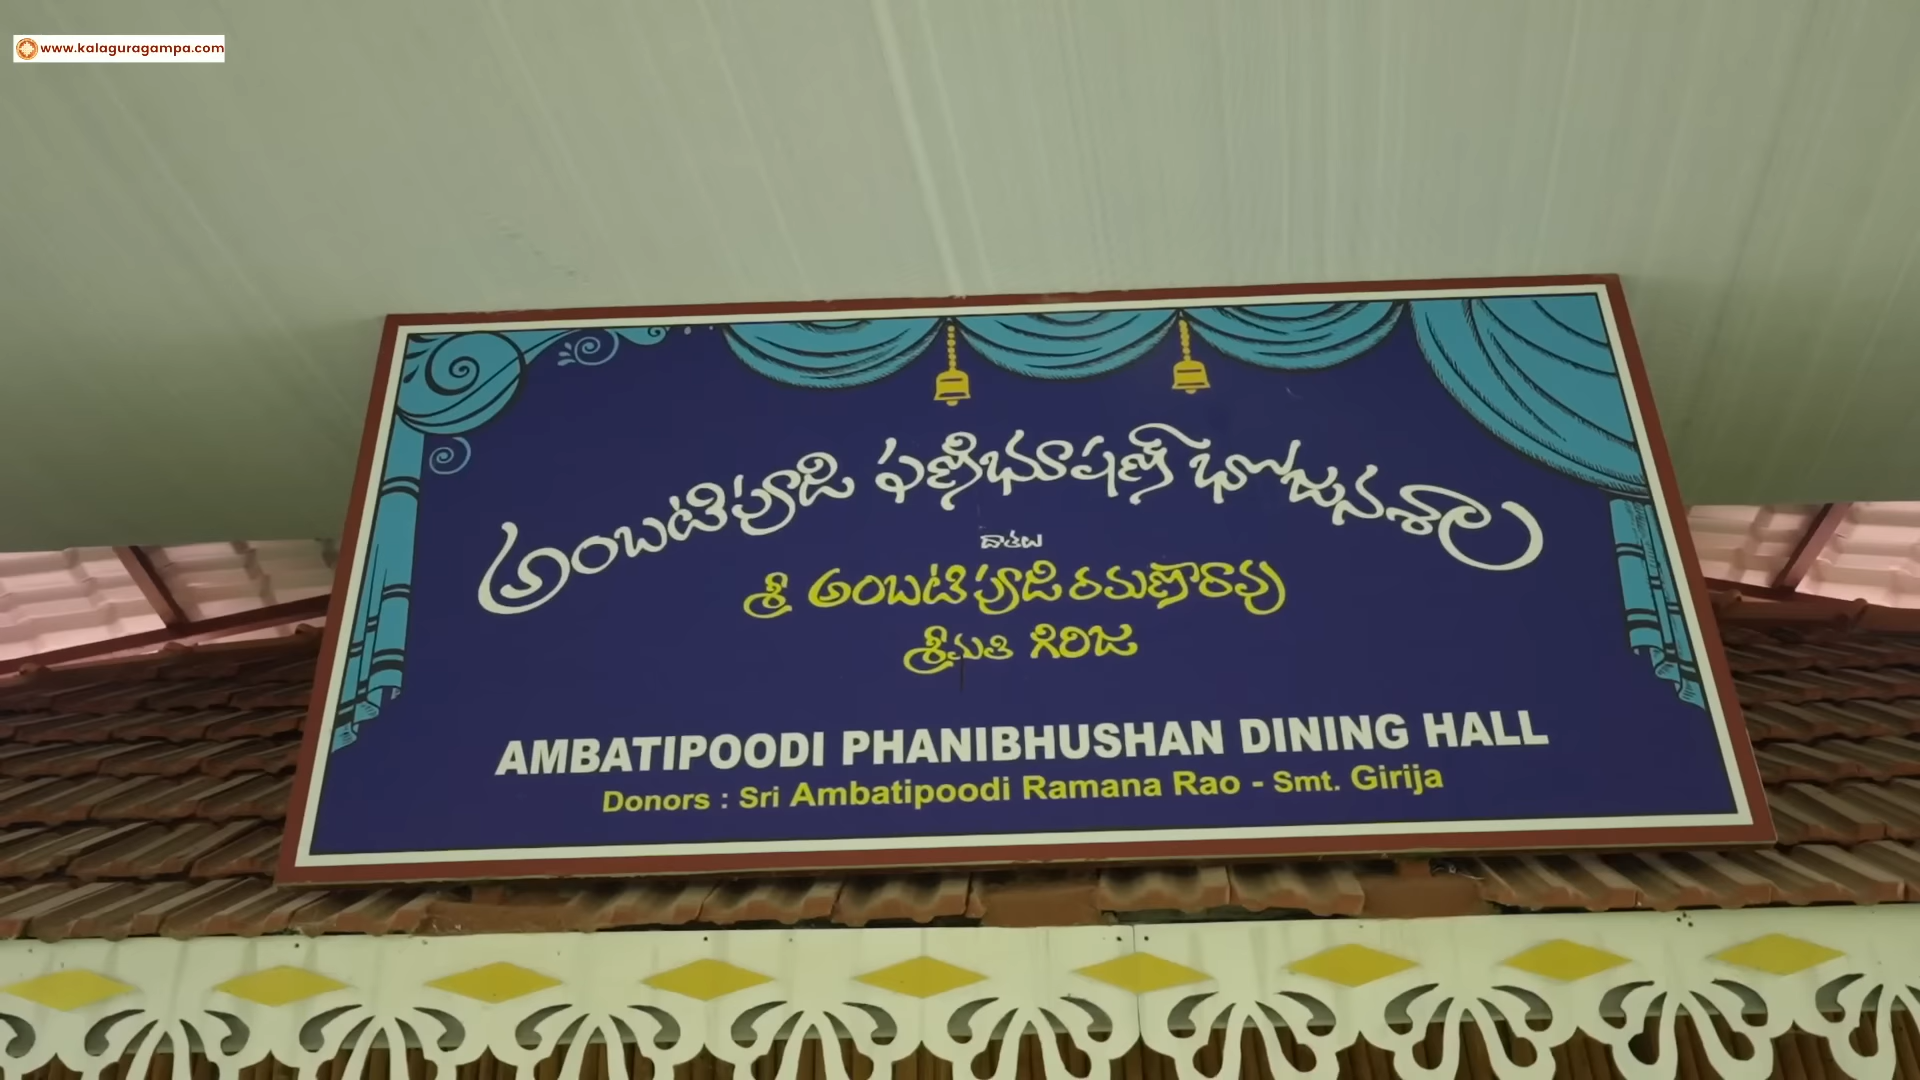 www.kalaguragampa.com
అంబటిపూడి ఫణిభూషణ్ భోజనశాల
దాతలు
శ్రీ అంబటిపూడి రమణారావు
శ్రీమతి గిరిజ
AMBATIPOODI PHANIBHUSHAN DINING HALL
Donors : Sri Ambatipoodi Ramana Rao - Smt. Girija